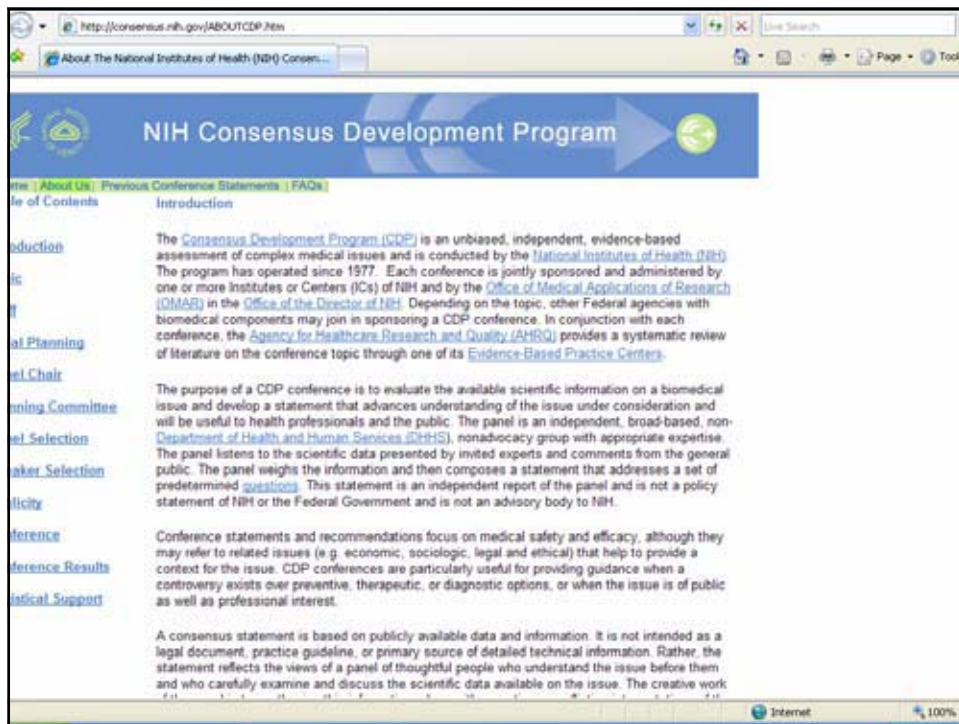 http://consensus.nih.gov/ABOUTCDP.htm
Live Search
About The National Institutes of Health (NIH) Consen...
Page
Tool
NIH Consensus Development Program
me | About Us | Previous Conference Statements | FAQs |
le of Contents
Introduction
oduction
ic
ff
al Planning
el Chair
nning Committee
el Selection
aker Selection
licity
ference
ference Results
istical Support
The Consensus Development Program (CDP) is an unbiased, independent, evidence-based
assessment of complex medical issues and is conducted by the National Institutes of Health (NIH).
The program has operated since 1977. Each conference is jointly sponsored and administered by
one or more Institutes or Centers (ICs) of NIH and by the Office of Medical Applications of Research
(OMAR) in the Office of the Director of NIH. Depending on the topic, other Federal agencies with
biomedical components may join in sponsoring a CDP conference. In conjunction with each
conference, the Agency for Healthcare Research and Quality (AHRQ) provides a systematic review
of literature on the conference topic through one of its Evidence-Based Practice Centers.
The purpose of a CDP conference is to evaluate the available scientific information on a biomedical
issue and develop a statement that advances understanding of the issue under consideration and
will be useful to health professionals and the public. The panel is an independent, broad-based, non-
Department of Health and Human Services (DHHS), nonadvocacy group with appropriate expertise.
The panel listens to the scientific data presented by invited experts and comments from the general
public. The panel weighs the information and then composes a statement that addresses a set of
predetermined questions. This statement is an independent report of the panel and is not a policy
statement of NIH or the Federal Government and is not an advisory body to NIH.
Conference statements and recommendations focus on medical safety and efficacy, although they
may refer to related issues (e.g. economic, sociologic, legal and ethical) that help to provide a
context for the issue. CDP conferences are particularly useful for providing guidance when a
controversy exists over preventive, therapeutic, or diagnostic options, or when the issue is of public
as well as professional interest.
A consensus statement is based on publicly available data and information. It is not intended as a
legal document, practice guideline, or primary source of detailed technical information. Rather, the
statement reflects the views of a panel of thoughtful people who understand the issue before them
and who carefully examine and discuss the scientific data available on the issue. The creative work
Internet
100%